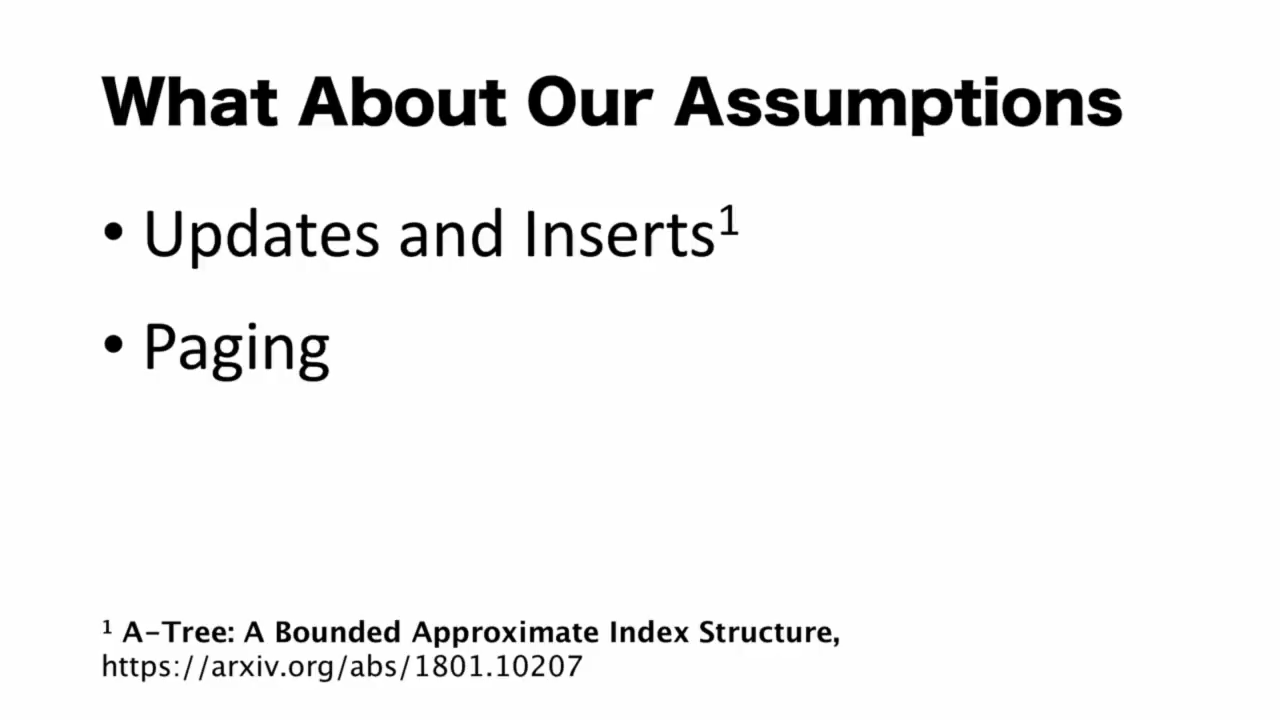 What About Our Assumptions
• Updates and Inserts¹
• Paging
¹ A-Tree: A Bounded Approximate Index Structure,
https://arxiv.org/abs/1801.10207